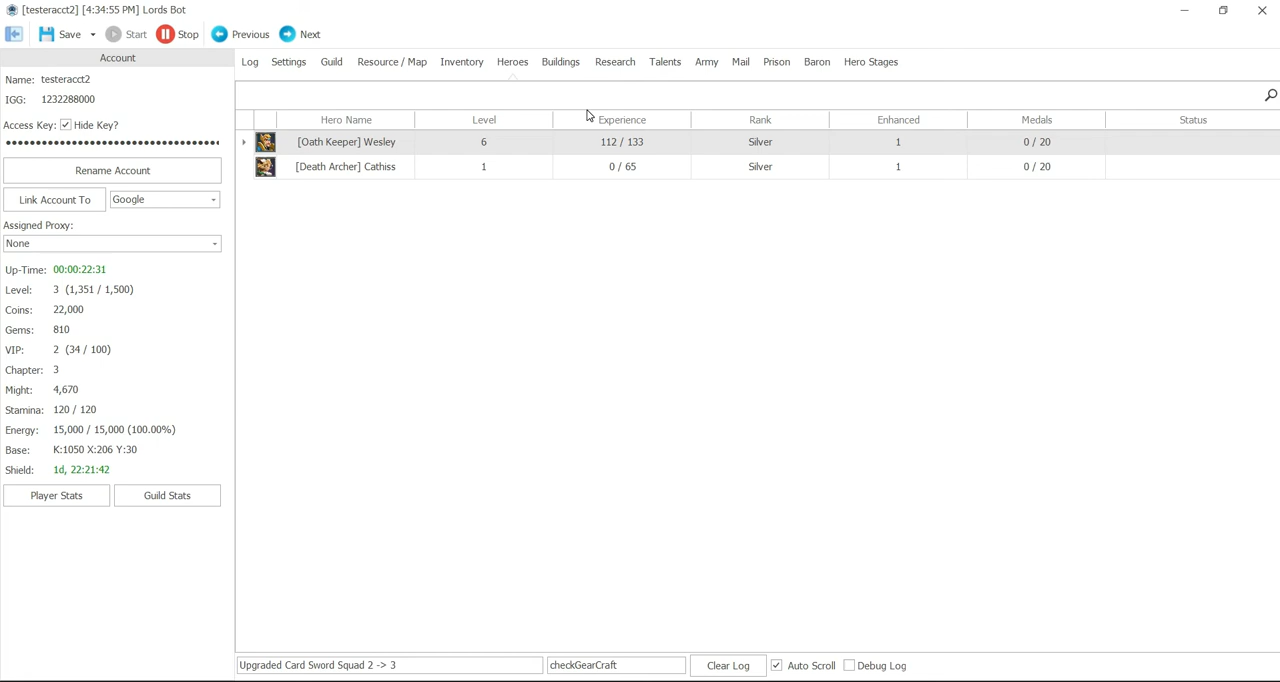 [testeracct2] [4:34:55 PM] Lords Bot
Save Start Stop Previous Next
Account
Name: testeracct2
IGG: 1232288000
Access Key: Hide Key?
Rename Account
Link Account To Google
Assigned Proxy:
None
Up-Time: 00:00:22:31
Level: 3 (1,351 / 1,500)
Coins: 22,000
Gems: 810
VIP: 2 (34 / 100)
Chapter: 3
Might: 4,670
Stamina: 120 / 120
Energy: 15,000 / 15,000 (100.00%)
Base: K:1050 X:206 Y:30
Shield: 1d, 22:21:42
Player Stats Guild Stats
Log Settings Guild Resource / Map Inventory Heroes Buildings Research Talents Army Mail Prison Baron Hero Stages
Hero Name Level Experience Rank Enhanced Medals Status
[Oath Keeper] Wesley 6 112 / 133 Silver 1 0 / 20
[Death Archer] Cathiss 1 0 / 65 Silver 1 0 / 20
Upgraded Card Sword Squad 2 -> 3 checkGearCraft Clear Log Auto Scroll Debug Log